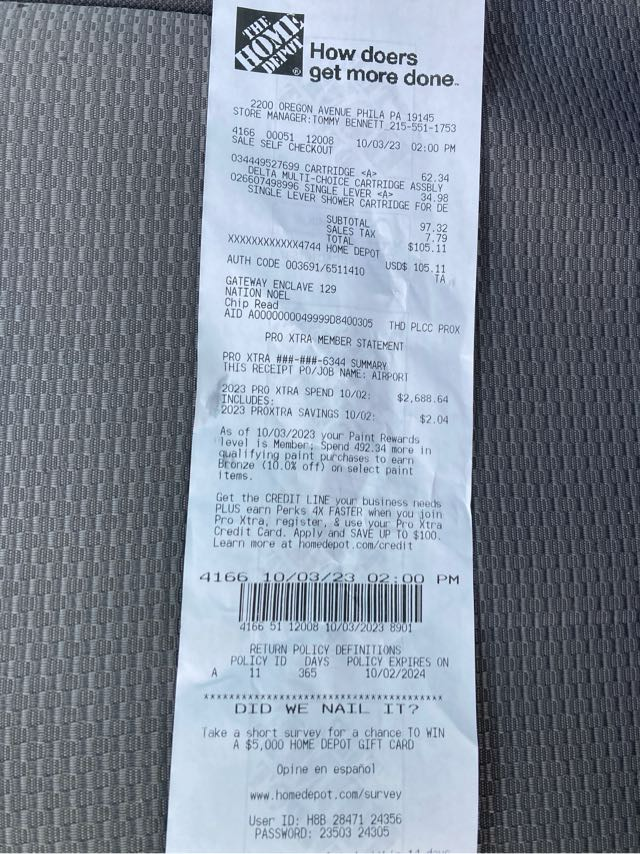 THE
HOME
DEPOT
How doers
get more done™
2200 OREGON AVENUE PHILA PA 19145
STORE MANAGER:TOMMY BENNETT 215-551-1753
4166 00051 12008 10/03/23 02:00 PM
SALE SELF CHECKOUT
034449527699 CARTRIDGE <A> 62.34
DELTA MULTI-CHOICE CARTRIDGE ASSBLY
026607498996 SINGLE LEVER <A> 34.98
SINGLE LEVER SHOWER CARTRIDGE FOR DE
SUBTOTAL 97.32
SALES TAX 7.79
TOTAL $105.11
XXXXXXXXXXXX4744 HOME DEPOT
USD$ 105.11
AUTH CODE 003691/6511410 TA
GATEWAY ENCLAVE 129
NATION NOEL
Chip Read
AID A0000000049999D8400305 THD PLCC PROX
PRO XTRA MEMBER STATEMENT
PRO XTRA ###-###-6344 SUMMARY
THIS RECEIPT PO/JOB NAME: AIRPORT
2023 PRO XTRA SPEND 10/02: $2,688.64
INCLUDES:
2023 PROXTRA SAVINGS 10/02: $2.04
As of 10/03/2023 your Paint Rewards
level is Member; Spend 492.34 more in
qualifying paint purchases to earn
Bronze (10.0% off) on select paint
items.
Get the CREDIT LINE your business needs
PLUS earn Perks 4X FASTER when you join
Pro Xtra, register, & use your Pro Xtra
Credit Card. Apply and SAVE UP TO $100.
Learn more at homedepot.com/credit
4166 10/03/23 02:00 PM
4166 51 12008 10/03/2023 8901
RETURN POLICY DEFINITIONS
POLICY ID DAYS POLICY EXPIRES ON
A 11 365 10/02/2024
******************************************
DID WE NAIL IT?
Take a short survey for a chance TO WIN
A $5,000 HOME DEPOT GIFT CARD
Opine en español
www.homedepot.com/survey
User ID: H8B 28471 24356
PASSWORD: 23503 24305